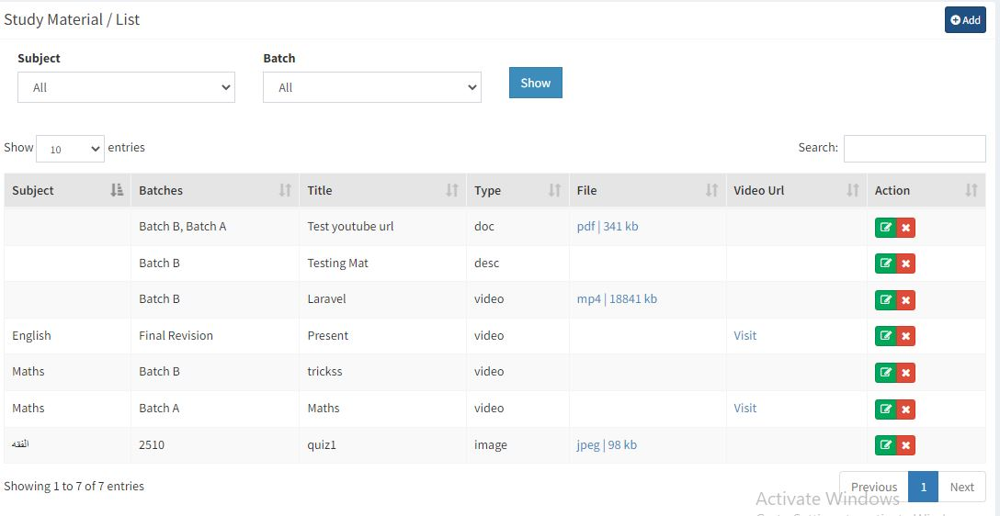 Study Material / List
Add
Subject Batch
All All Show
Show 10 entries Search:
Subject Batches Title Type File Video Url Action
Batch B, Batch A Test youtube url doc pdf | 341 kb
Batch B Testing Mat desc
Batch B Laravel video mp4 | 18841 kb
English Final Revision Present video Visit
Maths Batch B trickss video
Maths Batch A Maths video Visit
الفقه 2510 quiz1 image jpeg | 98 kb
Showing 1 to 7 of 7 entries Previous 1 Next
Activate Windows